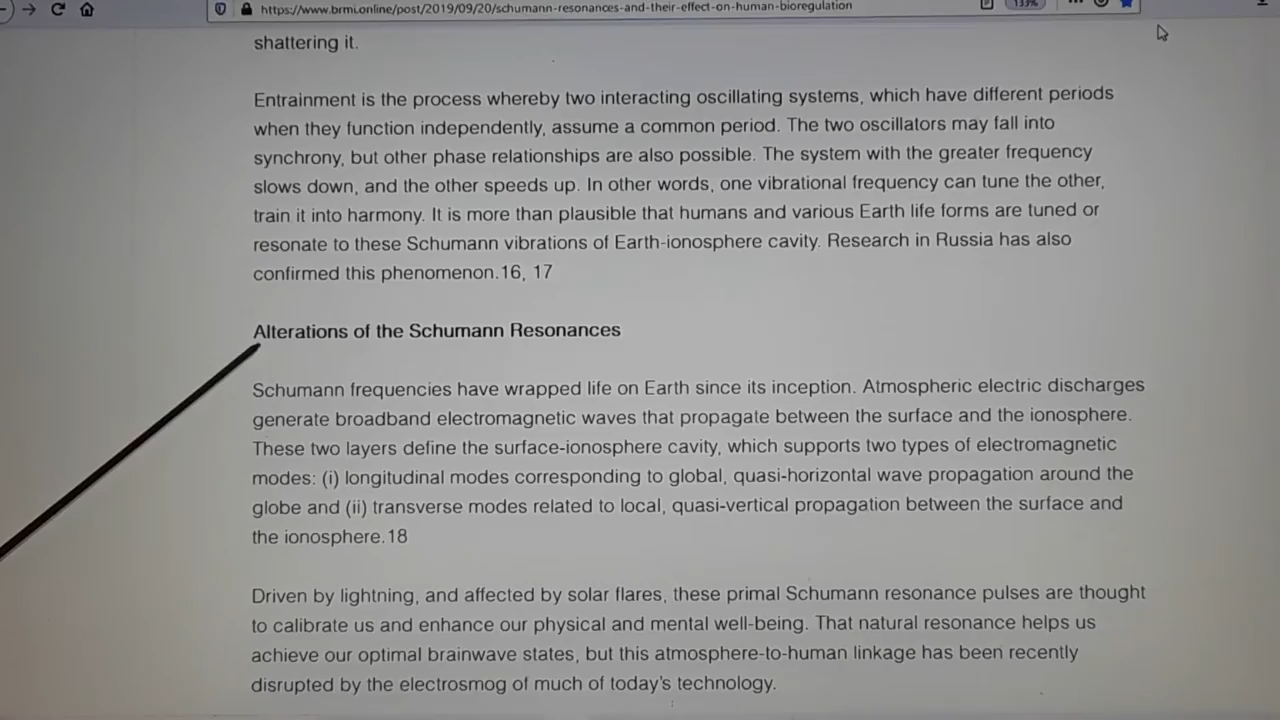 https://www.brmi.online/post/2019/09/20/schumann-resonances-and-their-effect-on-human-bioregulation
133%
shattering it.
Entrainment is the process whereby two interacting oscillating systems, which have different periods
when they function independently, assume a common period. The two oscillators may fall into
synchrony, but other phase relationships are also possible. The system with the greater frequency
slows down, and the other speeds up. In other words, one vibrational frequency can tune the other,
train it into harmony. It is more than plausible that humans and various Earth life forms are tuned or
resonate to these Schumann vibrations of Earth-ionosphere cavity. Research in Russia has also
confirmed this phenomenon.16, 17
Alterations of the Schumann Resonances
Schumann frequencies have wrapped life on Earth since its inception. Atmospheric electric discharges
generate broadband electromagnetic waves that propagate between the surface and the ionosphere.
These two layers define the surface-ionosphere cavity, which supports two types of electromagnetic
modes: (i) longitudinal modes corresponding to global, quasi-horizontal wave propagation around the
globe and (ii) transverse modes related to local, quasi-vertical propagation between the surface and
the ionosphere.18
Driven by lightning, and affected by solar flares, these primal Schumann resonance pulses are thought
to calibrate us and enhance our physical and mental well-being. That natural resonance helps us
achieve our optimal brainwave states, but this atmosphere-to-human linkage has been recently
disrupted by the electrosmog of much of today's technology.